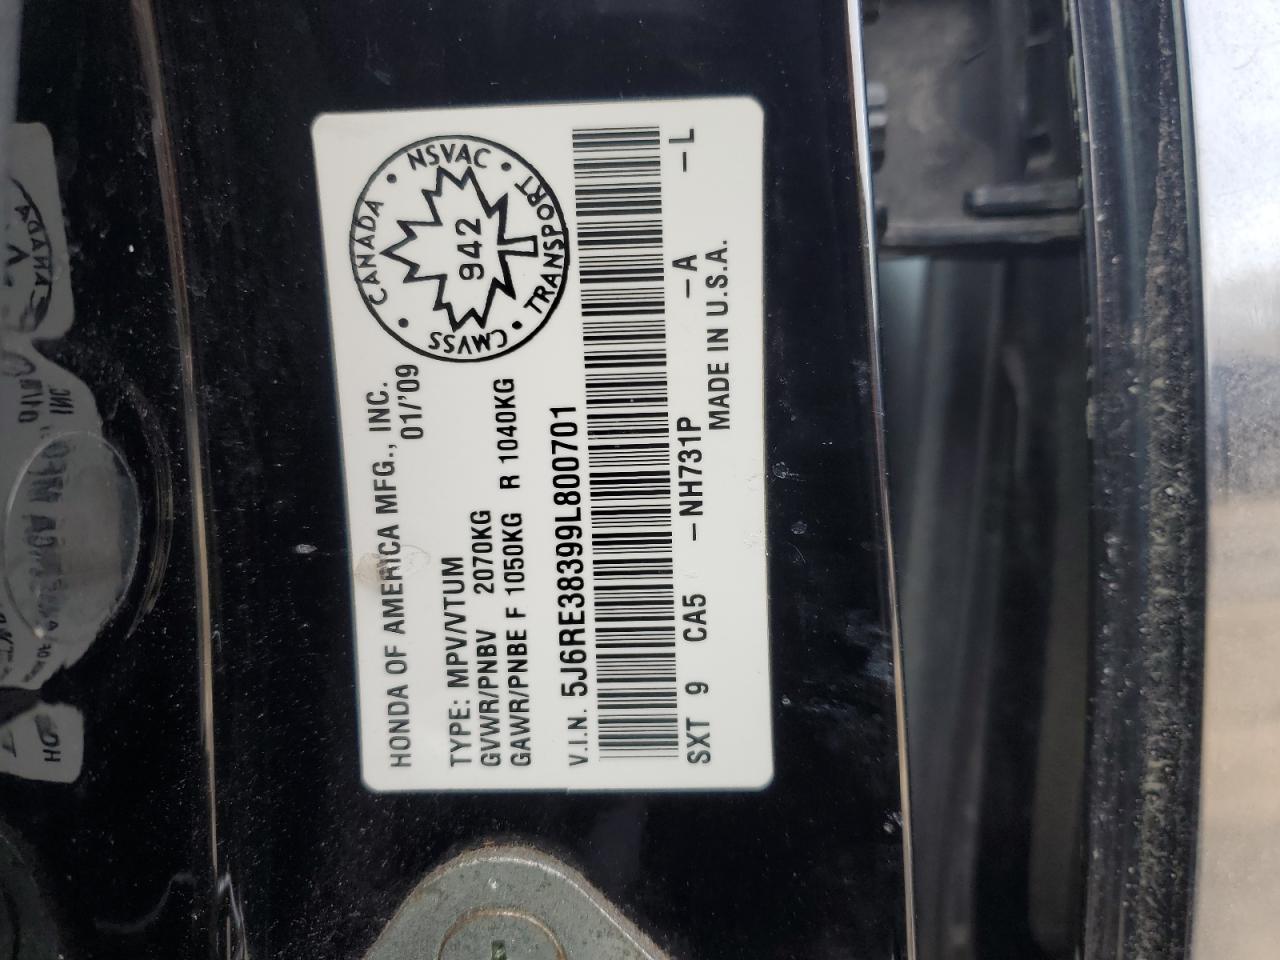 HONDA OF AMERICA MFG., INC.
01/'09
TYPE: MPV/VTUM
GVWR/PNBV 2070KG
GAWR/PNBE F 1050KG R 1040KG
V.I.N. 5J6RE38399L800701
SXT 9 CA5 –NH731P –A –L
MADE IN U.S.A.
CANADA • NSVAC • TRANSPORT • CMVSS •
942